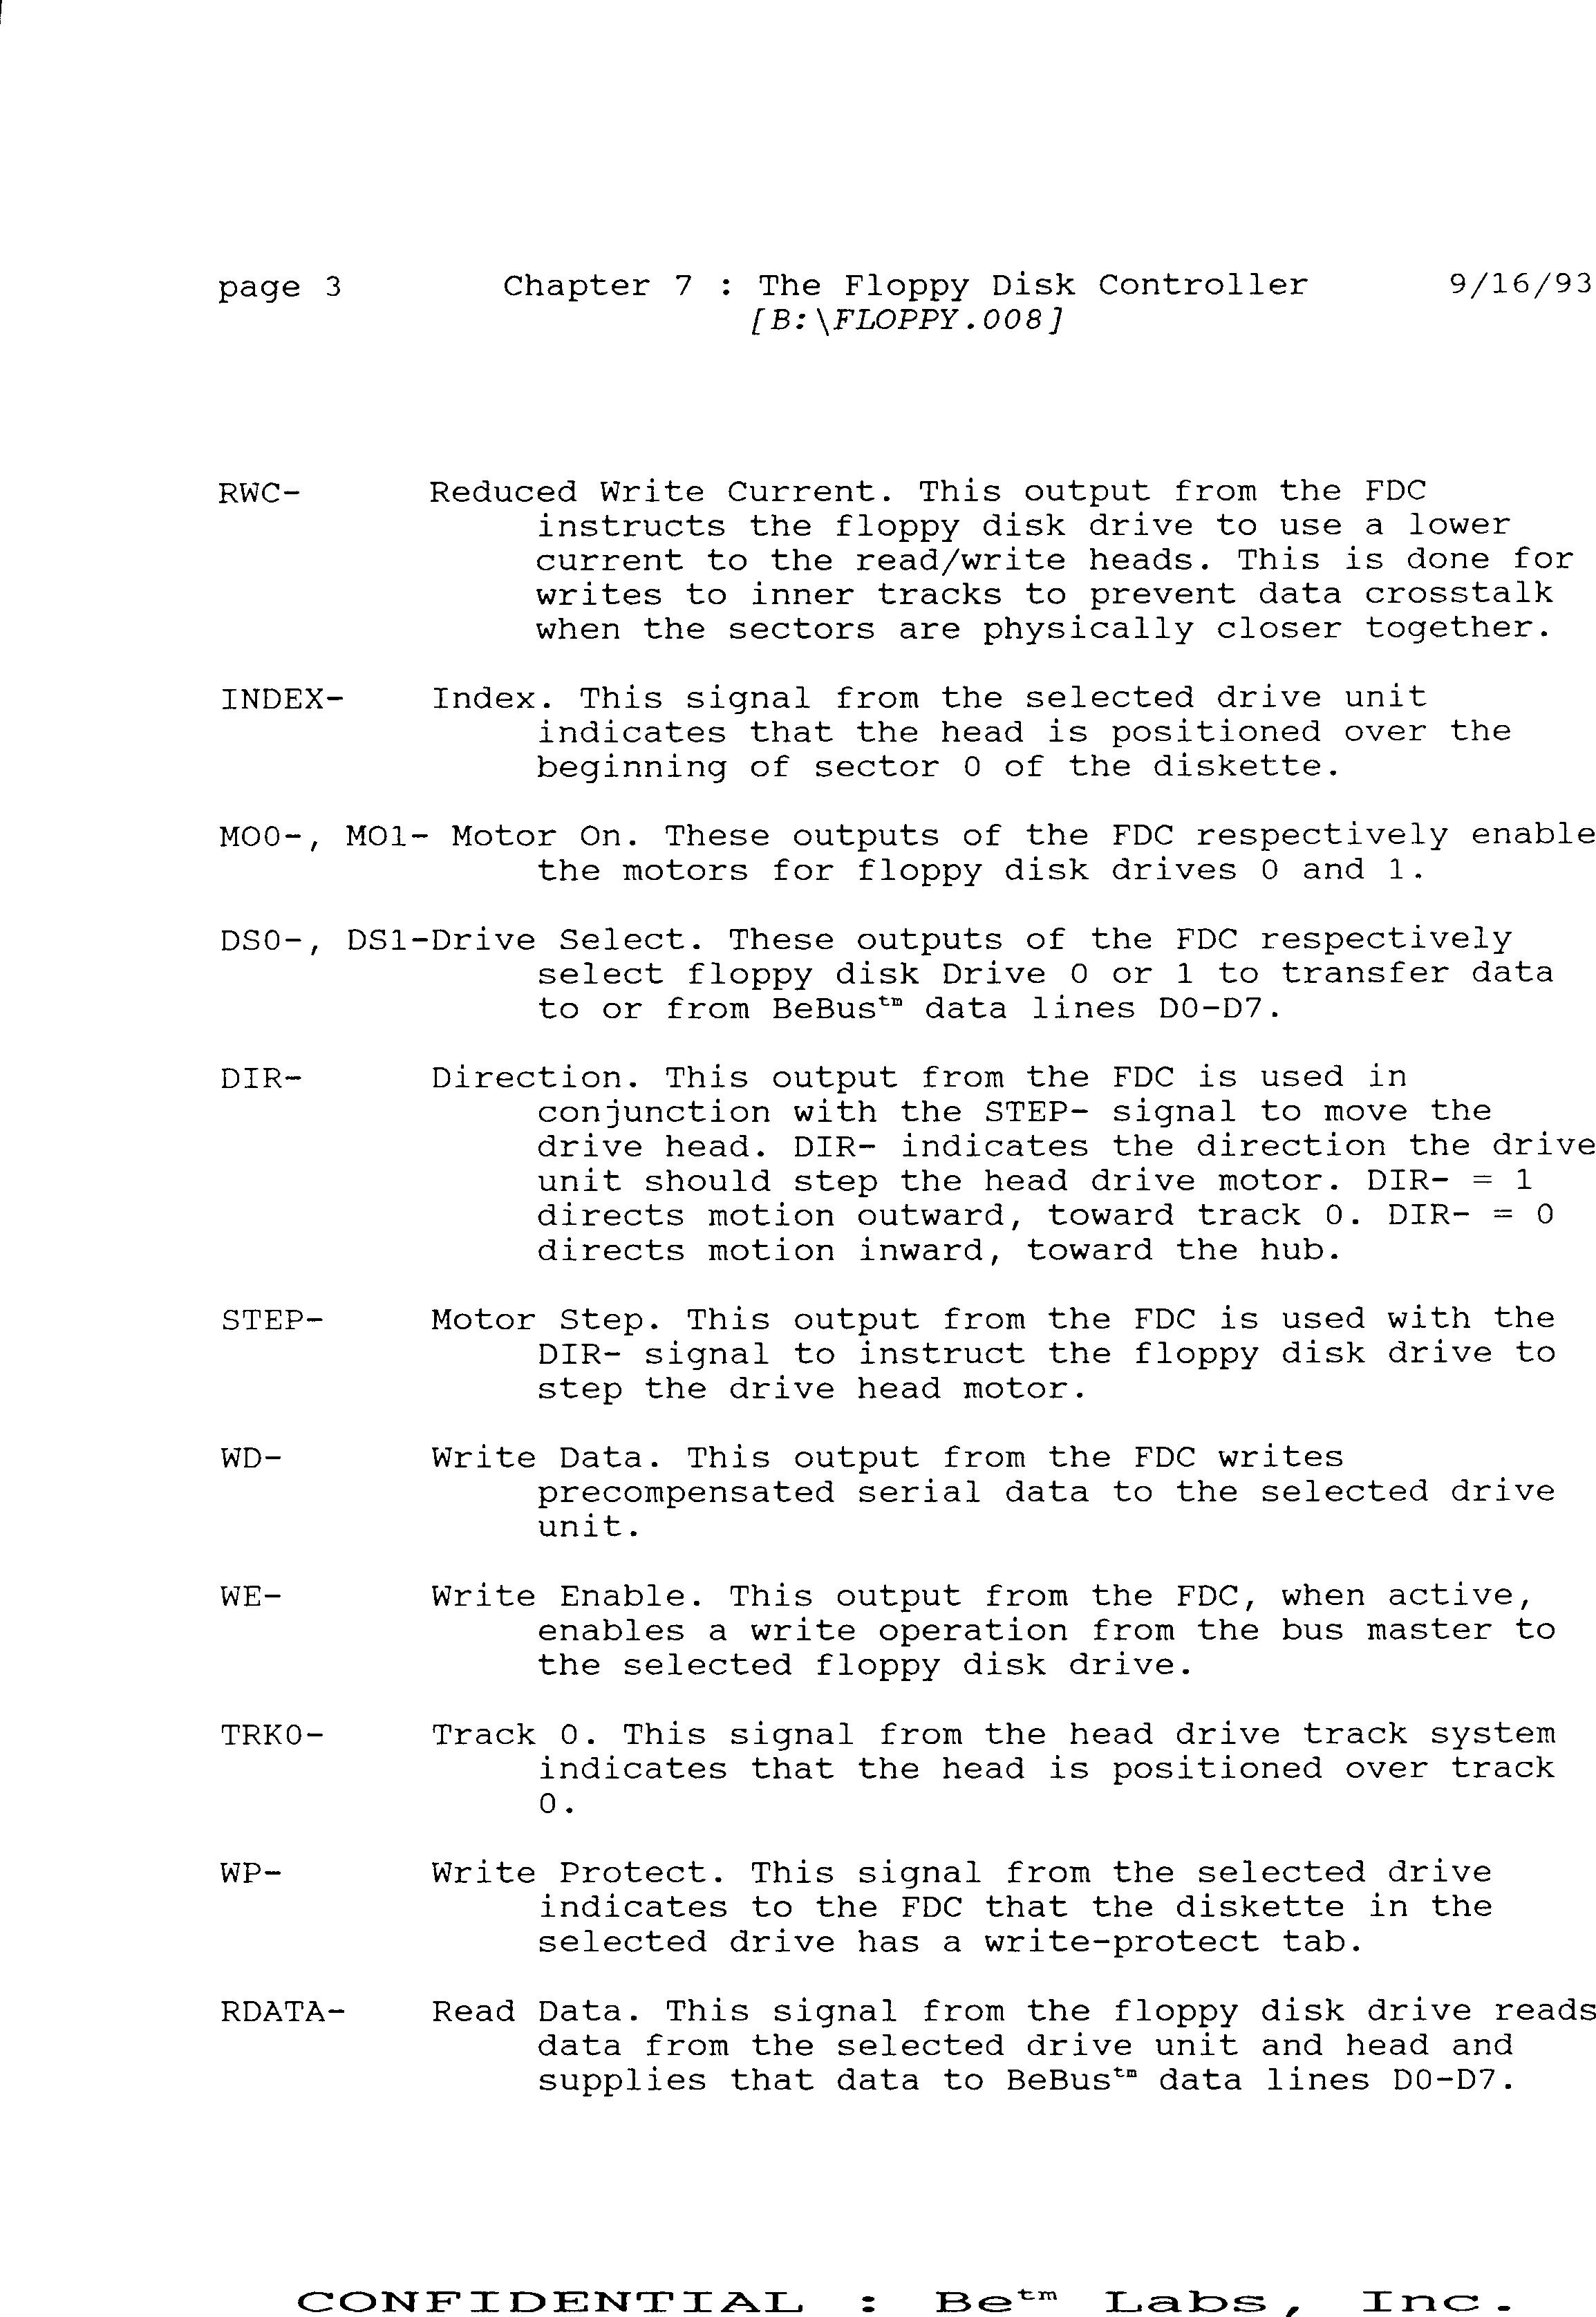 page 3 Chapter 7 : The Floppy Disk Controller 9/16/93
[B:\FLOPPY.008]
RWC- Reduced Write Current. This output from the FDC
instructs the floppy disk drive to use a lower
current to the read/write heads. This is done for
writes to inner tracks to prevent data crosstalk
when the sectors are physically closer together.
INDEX- Index. This signal from the selected drive unit
indicates that the head is positioned over the
beginning of sector 0 of the diskette.
MO0-, MO1- Motor On. These outputs of the FDC respectively enable
the motors for floppy disk drives 0 and 1.
DS0-, DS1-Drive Select. These outputs of the FDC respectively
select floppy disk Drive 0 or 1 to transfer data
to or from BeBus™ data lines D0-D7.
DIR- Direction. This output from the FDC is used in
conjunction with the STEP- signal to move the
drive head. DIR- indicates the direction the drive
unit should step the head drive motor. DIR- = 1
directs motion outward, toward track 0. DIR- = 0
directs motion inward, toward the hub.
STEP- Motor Step. This output from the FDC is used with the
DIR- signal to instruct the floppy disk drive to
step the drive head motor.
WD- Write Data. This output from the FDC writes
precompensated serial data to the selected drive
unit.
WE- Write Enable. This output from the FDC, when active,
enables a write operation from the bus master to
the selected floppy disk drive.
TRK0- Track 0. This signal from the head drive track system
indicates that the head is positioned over track
0.
WP- Write Protect. This signal from the selected drive
indicates to the FDC that the diskette in the
selected drive has a write-protect tab.
RDATA- Read Data. This signal from the floppy disk drive reads
data from the selected drive unit and head and
supplies that data to BeBus™ data lines D0-D7.
CONFIDENTIAL : Be™ Labs, Inc.